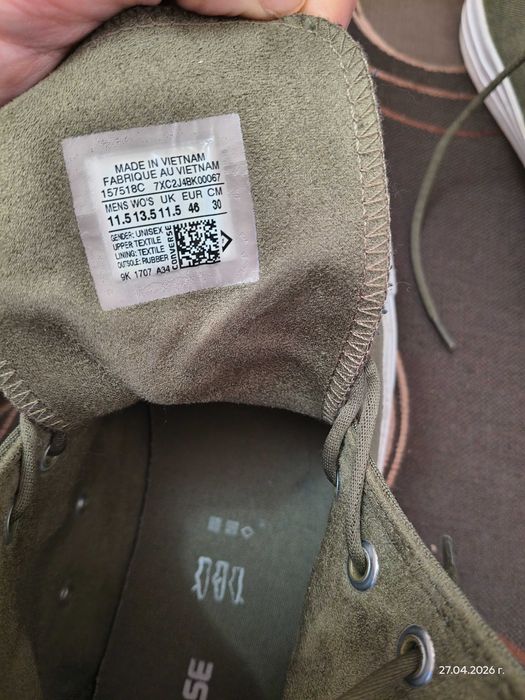 MADE IN VIETNAM
FABRIQUE AU VIETNAM
157518C 7XC2J4BK00067
MENS WO'S UK EUR CM
11.5 13.5 11.5 46 30
GENDER: UNISEX
UPPER: TEXTILE
LINING: TEXTILE
OUTSOLE: RUBBER
CONVERSE
9K 1707 A34
SE
27.04.2026 г.